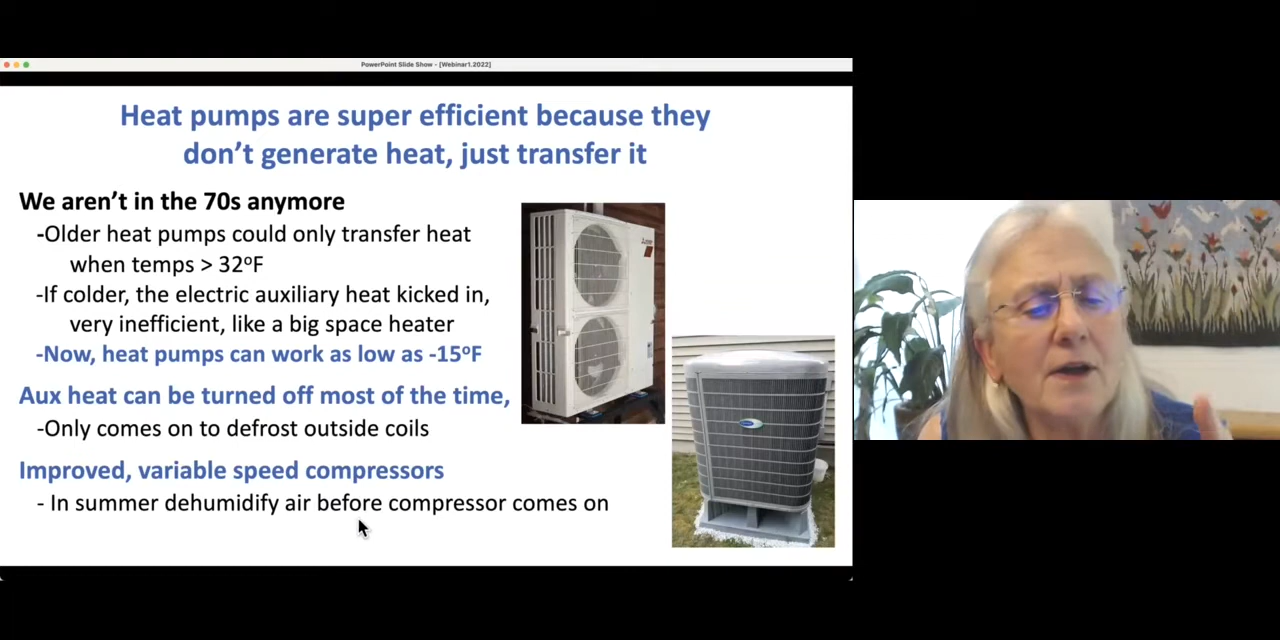 PowerPoint Slide Show - [Webinar1.2022]
Heat pumps are super efficient because they
don't generate heat, just transfer it
We aren't in the 70s anymore
-Older heat pumps could only transfer heat
when temps > 32ºF
-If colder, the electric auxiliary heat kicked in,
very inefficient, like a big space heater
-Now, heat pumps can work as low as -15ºF
Aux heat can be turned off most of the time,
-Only comes on to defrost outside coils
Improved, variable speed compressors
- In summer dehumidify air before compressor comes on